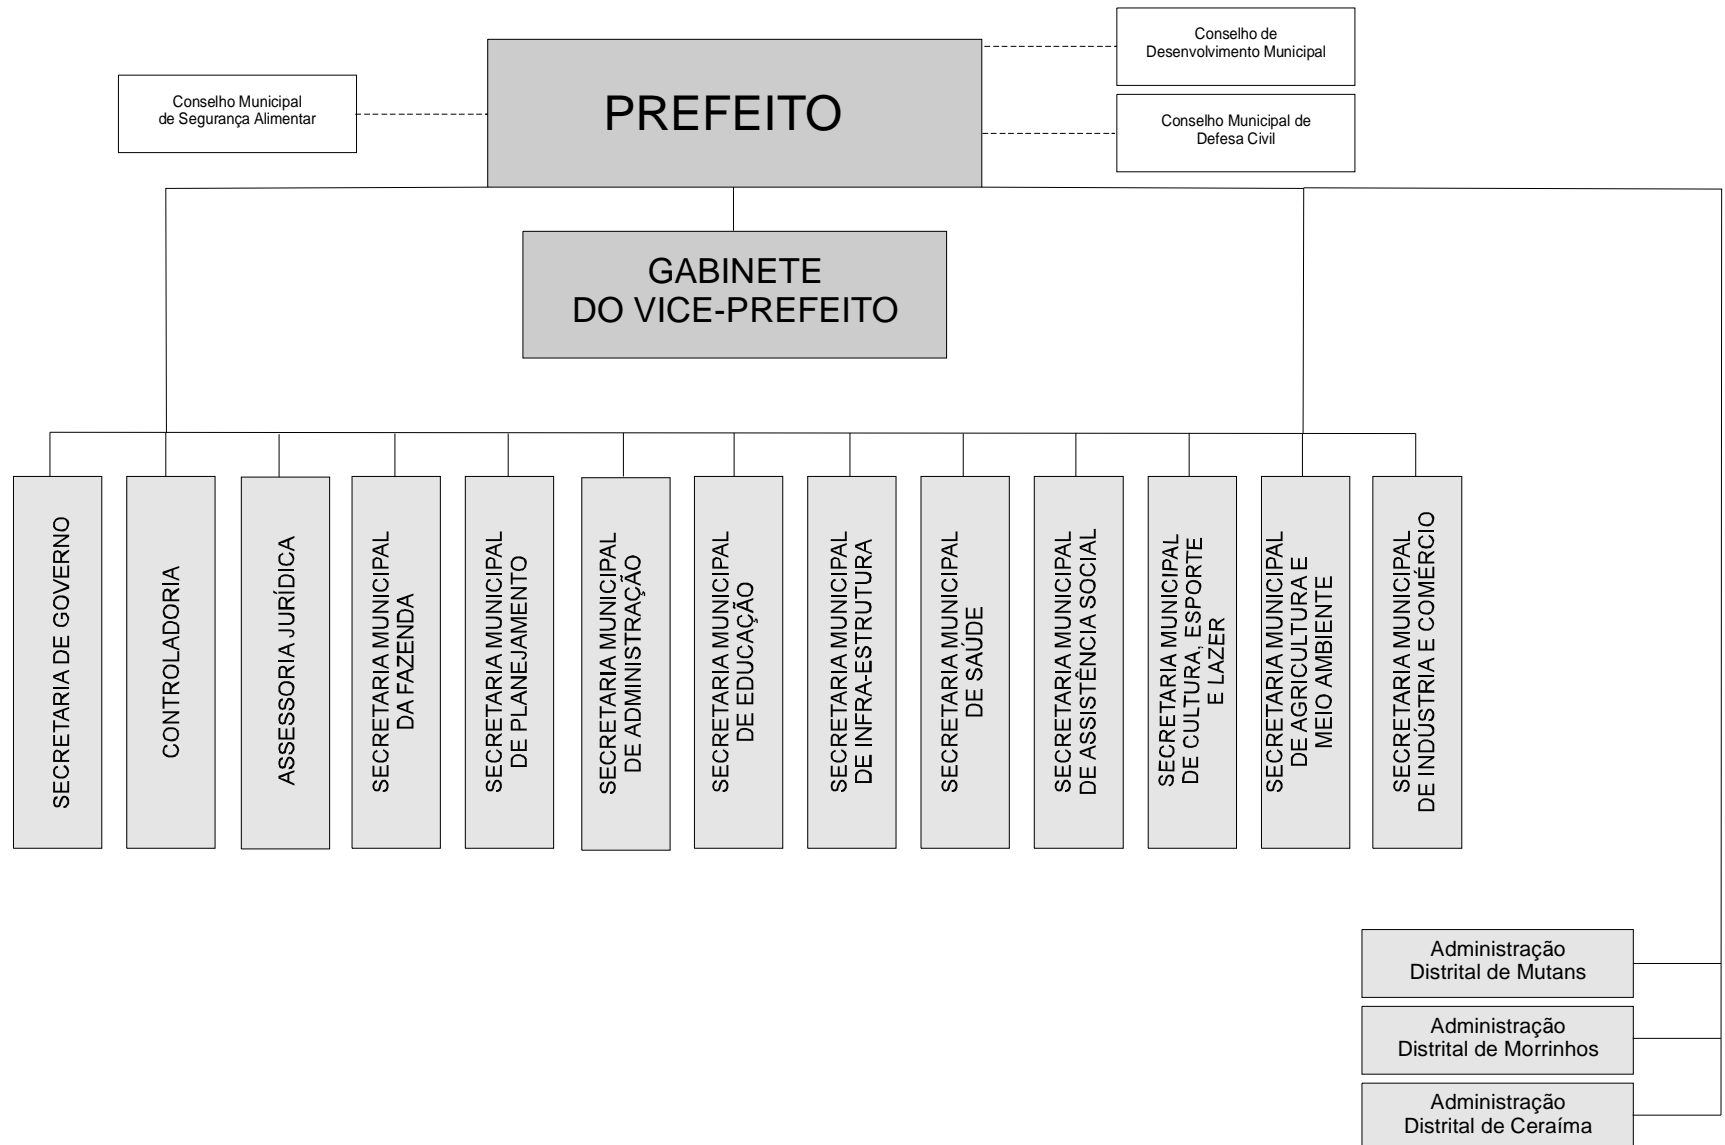 Conselho de
Desenvolvimento Municipal
Conselho Municipal
de Segurança Alimentar
PREFEITO
Conselho Municipal de
Defesa Civil
GABINETE
DO VICE-PREFEITO
SECRETARIA DE GOVERNO
CONTROLADORIA
ASSESSORIA JURÍDICA
SECRETARIA MUNICIPAL
DA FAZENDA
SECRETARIA MUNICIPAL
DE PLANEJAMENTO
SECRETARIA MUNICIPAL
DE ADMINISTRAÇÃO
SECRETARIA MUNICIPAL
DE EDUCAÇÃO
SECRETARIA MUNICIPAL
DE INFRA-ESTRUTURA
SECRETARIA MUNICIPAL
DE SAÚDE
SECRETARIA MUNICIPAL
DE ASSISTÊNCIA SOCIAL
SECRETARIA MUNICIPAL
DE CULTURA, ESPORTE
E LAZER
SECRETARIA MUNICIPAL
DE AGRICULTURA E
MEIO AMBIENTE
SECRETARIA MUNICIPAL
DE INDÚSTRIA E COMÉRCIO
Administração
Distrital de Mutans
Administração
Distrital de Morrinhos
Administração
Distrital de Ceraíma